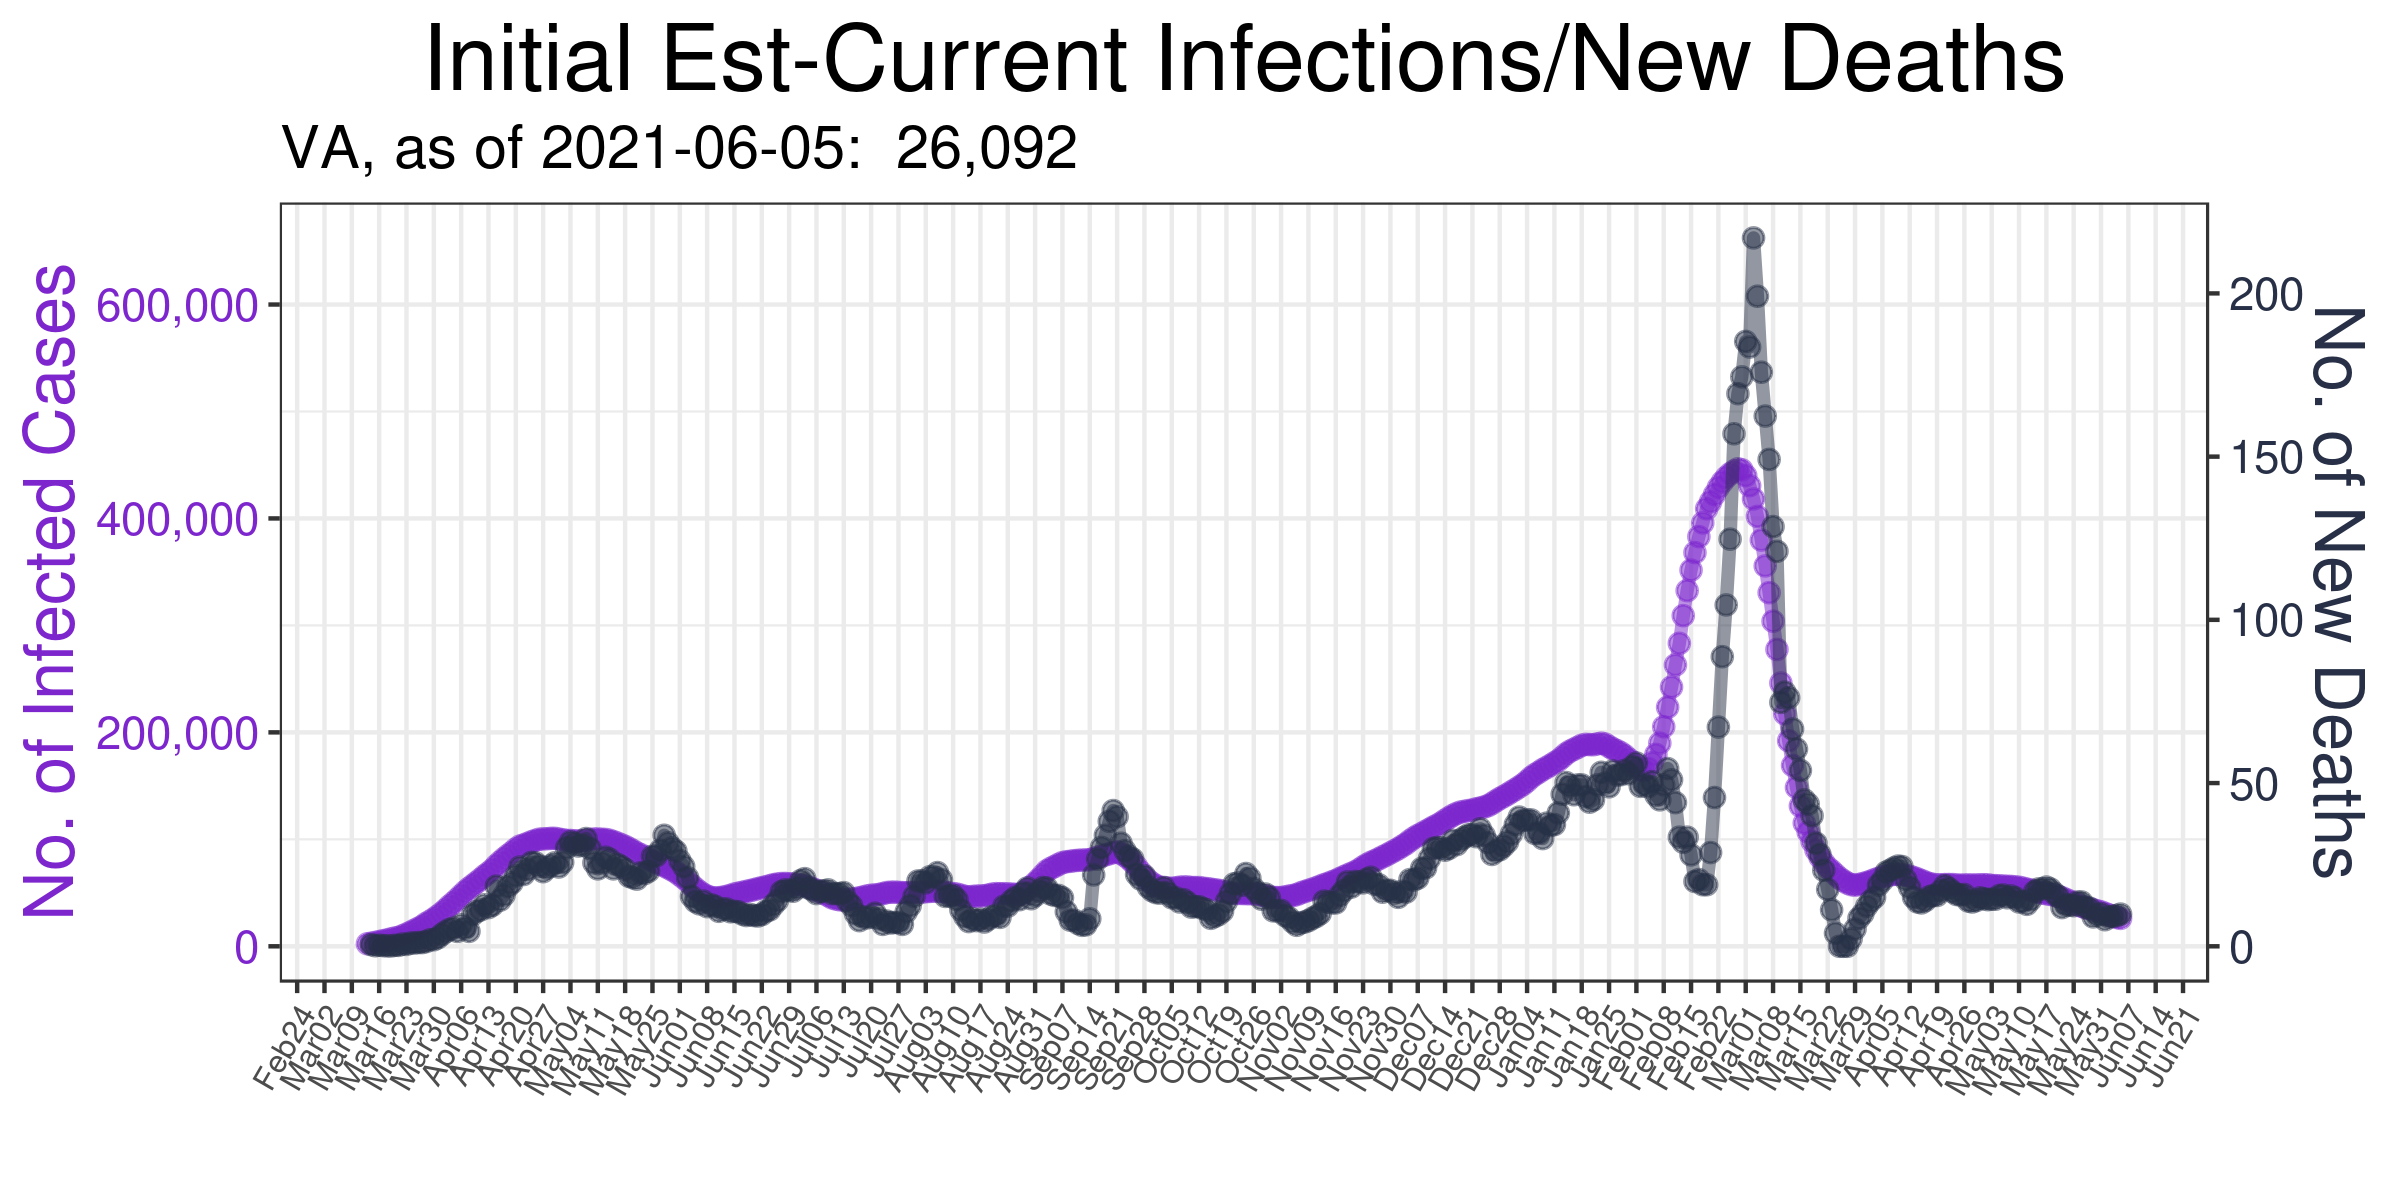 Initial Est-Current Infections/New Deaths
VA, as of 2021-06-05:  26,092
No. of Infected Cases
600,000
400,000
200,000
0
200
150
100
50
0
No. of New Deaths
Feb24
Mar02
Mar09
Mar16
Mar23
Mar30
Apr06
Apr13
Apr20
Apr27
May04
May11
May18
May25
Jun01
Jun08
Jun15
Jun22
Jun29
Jul06
Jul13
Jul20
Jul27
Aug03
Aug10
Aug17
Aug24
Aug31
Sep07
Sep14
Sep21
Sep28
Oct05
Oct12
Oct19
Oct26
Nov02
Nov09
Nov16
Nov23
Nov30
Dec07
Dec14
Dec21
Dec28
Jan04
Jan11
Jan18
Jan25
Feb01
Feb08
Feb15
Feb22
Mar01
Mar08
Mar15
Mar22
Mar29
Apr05
Apr12
Apr19
Apr26
May03
May10
May17
May24
May31
Jun07
Jun14
Jun21